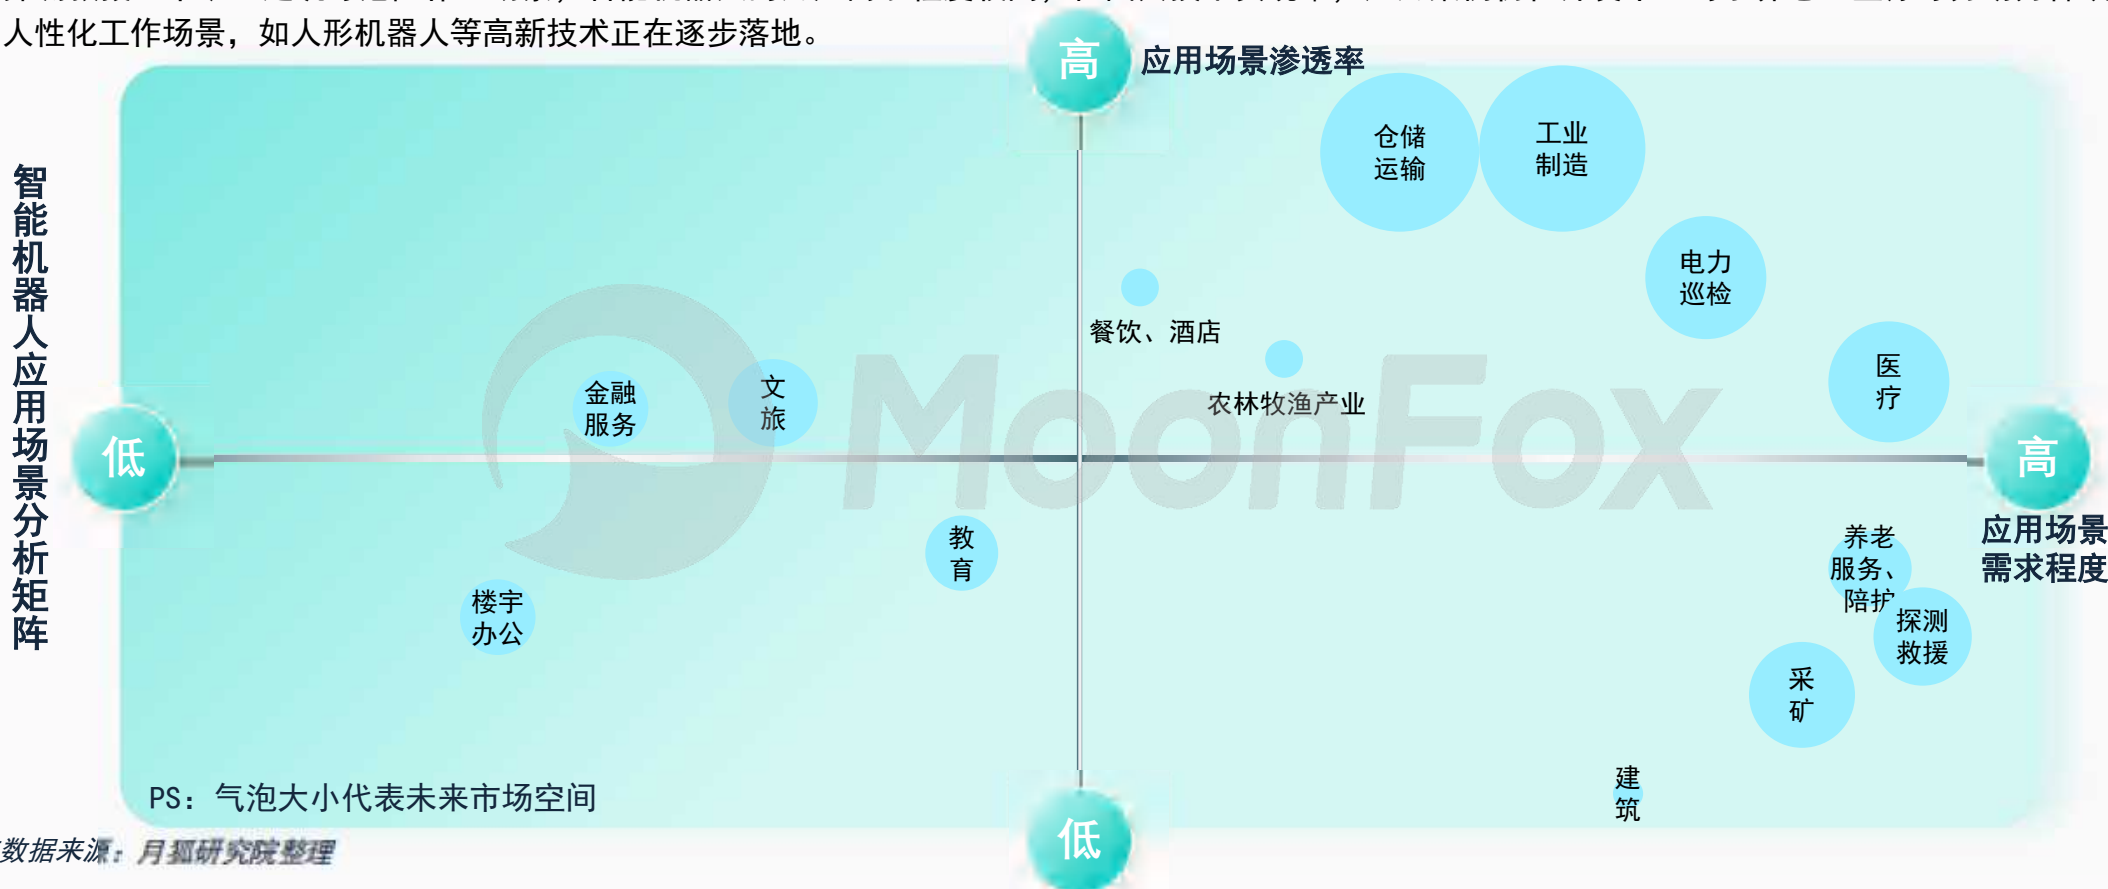 人性化工作场景，如人形机器人等高新技术正在逐步落地。
高
应用场景渗透率
智能机器人应用场景分析矩阵
仓储
运输
工业
制造
电力
巡检
餐饮、酒店
医
疗
农林牧渔产业
金融
服务
文
旅
MoonFox
低
高
应用场景
需求程度
教
育
养老
服务、
陪护
楼宇
办公
探测
救援
采
矿
建
筑
PS：气泡大小代表未来市场空间
低
数据来源：月狐研究院整理